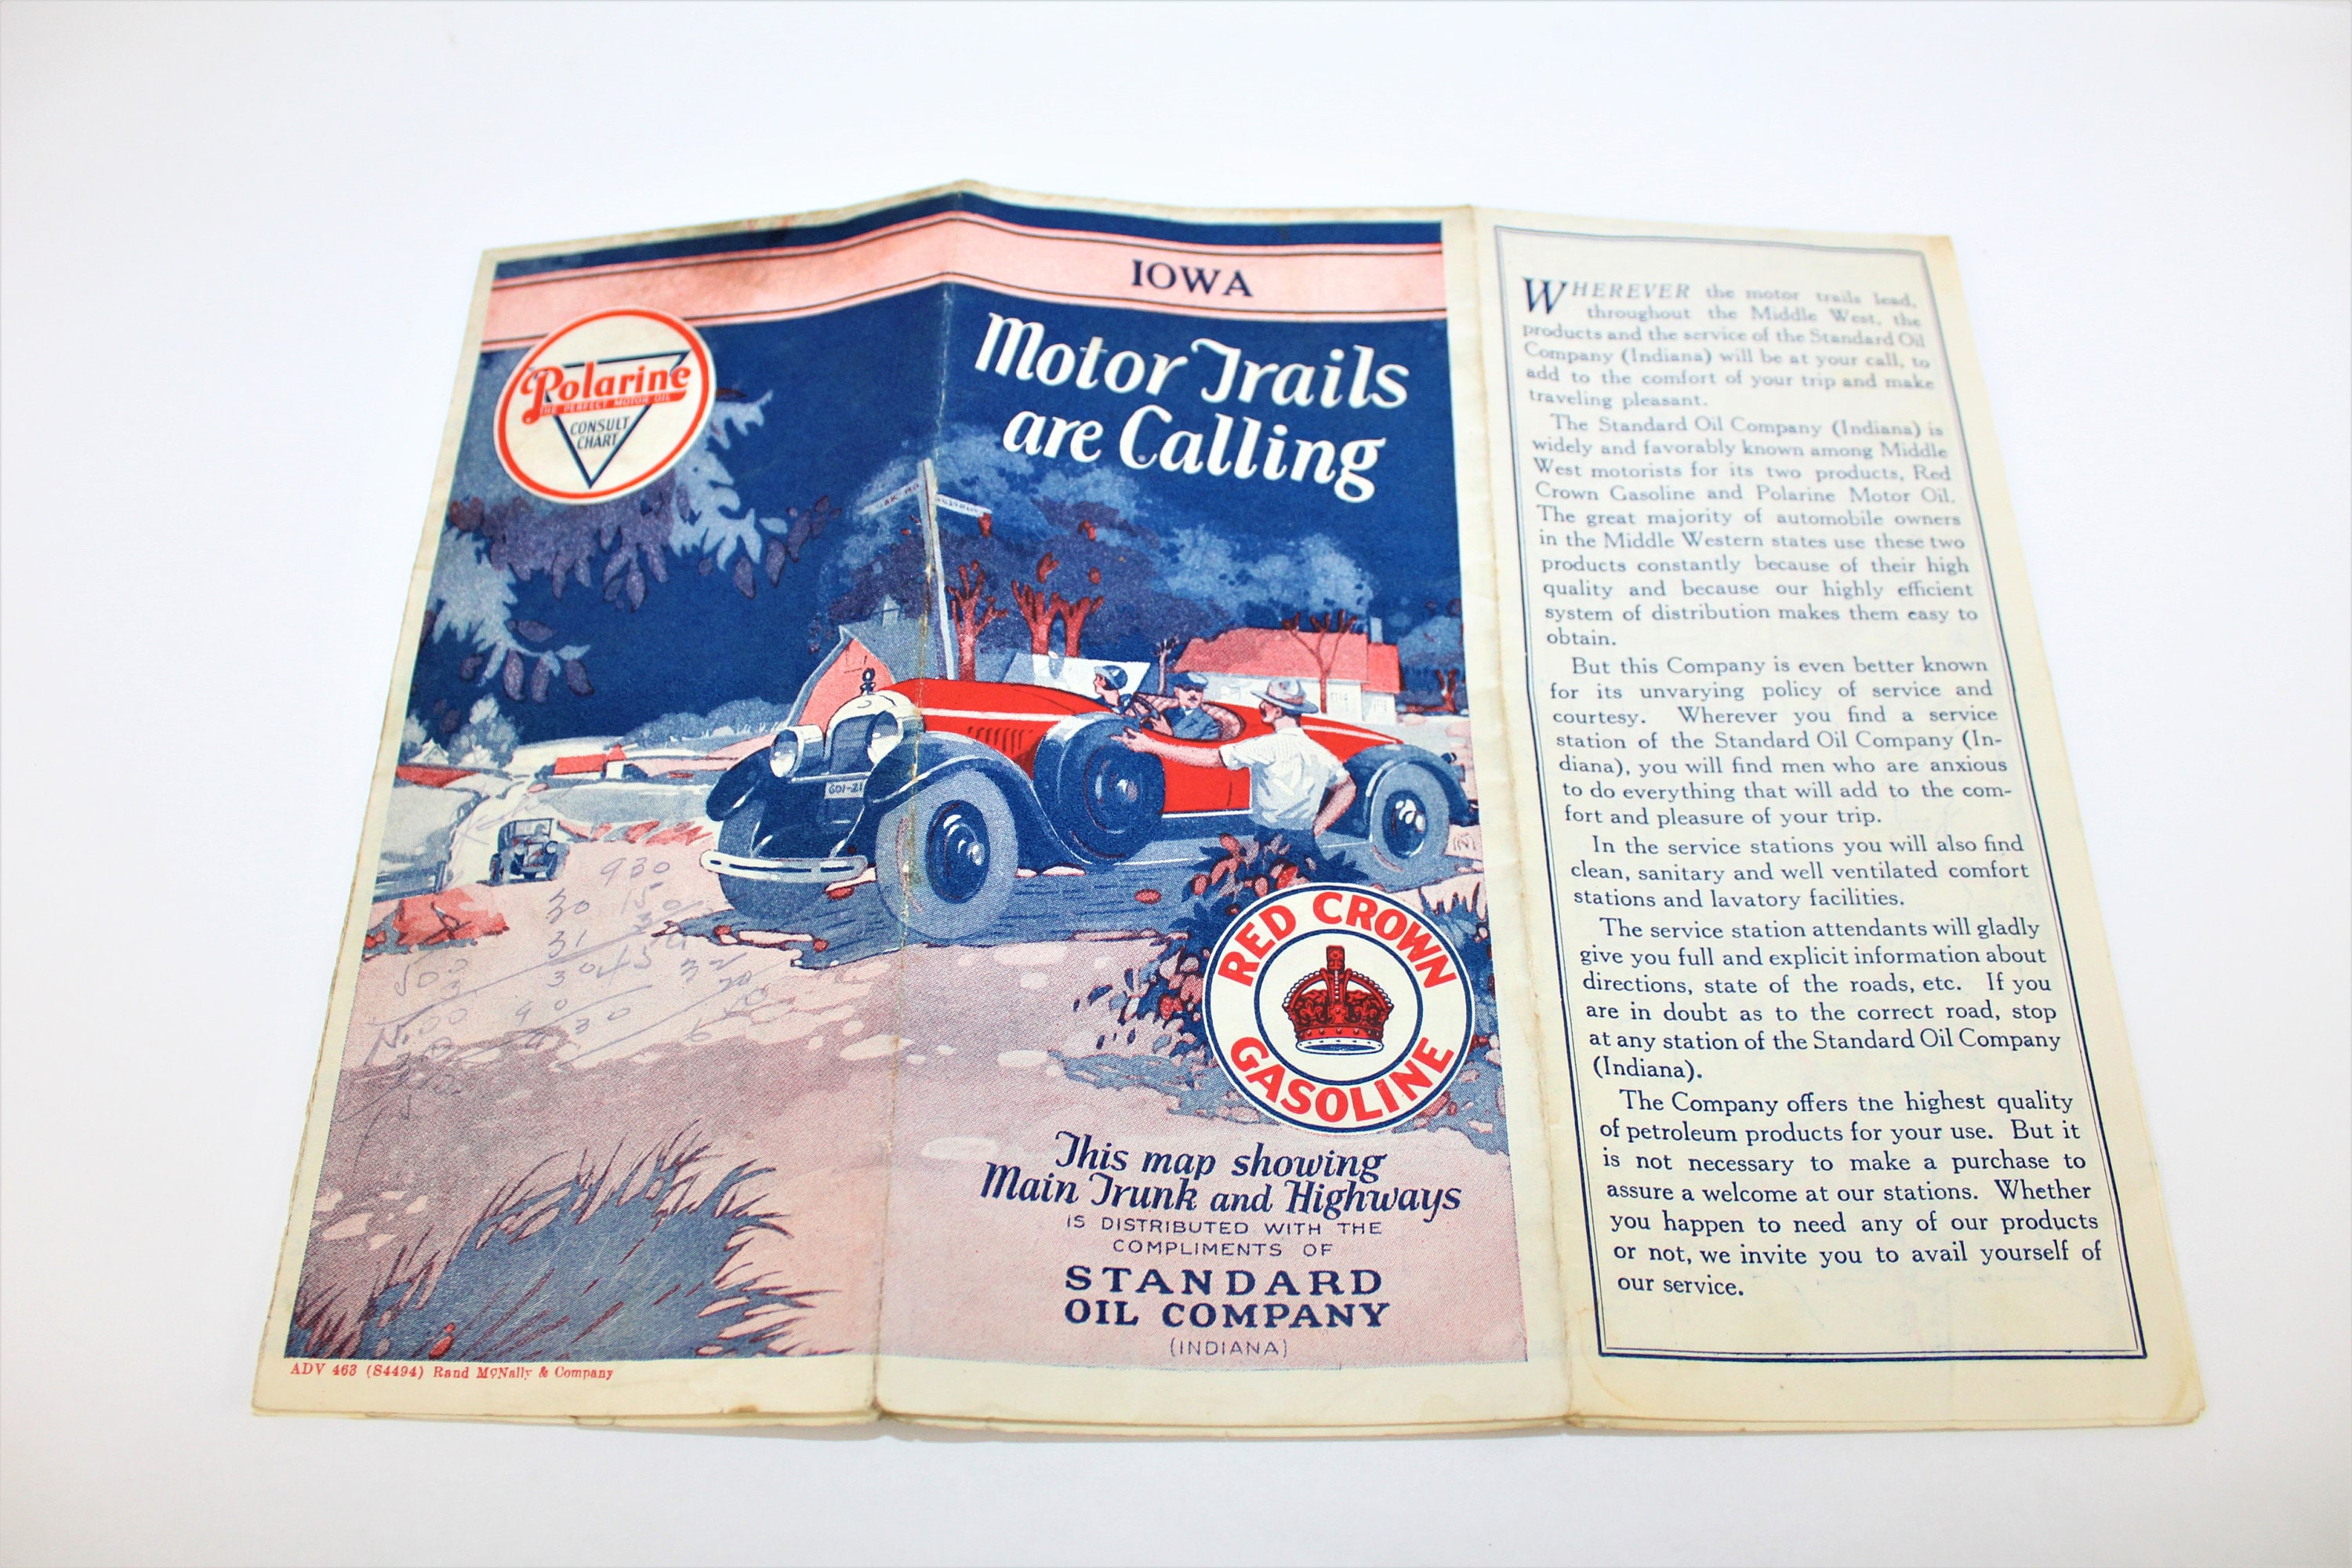 IOWA
Motor Trails
are Calling
Polarine
THE PERFECT MOTOR OIL
CONSULT
CHART
601-21
930
30 15
31
3045
500
3
15.00
90
30
RED CROWN
GASOLINE
This map showing
Main Trunk and Highways
IS DISTRIBUTED WITH THE
COMPLIMENTS OF
STANDARD
OIL COMPANY
(INDIANA)
ADV 463 (S4494) Rand McNally & Company
WHEREVER the motor trails lead,
throughout the Middle West, the
products and the service of the Standard Oil
Company (Indiana) will be at your call, to
add to the comfort of your trip and make
traveling pleasant.
The Standard Oil Company (Indiana) is
widely and favorably known among Middle
West motorists for its two products, Red
Crown Gasoline and Polarine Motor Oil.
The great majority of automobile owners
in the Middle Western states use these two
products constantly because of their high
quality and because our highly efficient
system of distribution makes them easy to
obtain.
But this Company is even better known
for its unvarying policy of service and
courtesy. Wherever you find a service
station of the Standard Oil Company (In-
diana), you will find men who are anxious
to do everything that will add to the com-
fort and pleasure of your trip.
In the service stations you will also find
clean, sanitary and well ventilated comfort
stations and lavatory facilities.
The service station attendants will gladly
give you full and explicit information about
directions, state of the roads, etc. If you
are in doubt as to the correct road, stop
at any station of the Standard Oil Company
(Indiana).
The Company offers the highest quality
of petroleum products for your use. But it
is not necessary to make a purchase to
assure a welcome at our stations. Whether
you happen to need any of our products
or not, we invite you to avail yourself of
our service.